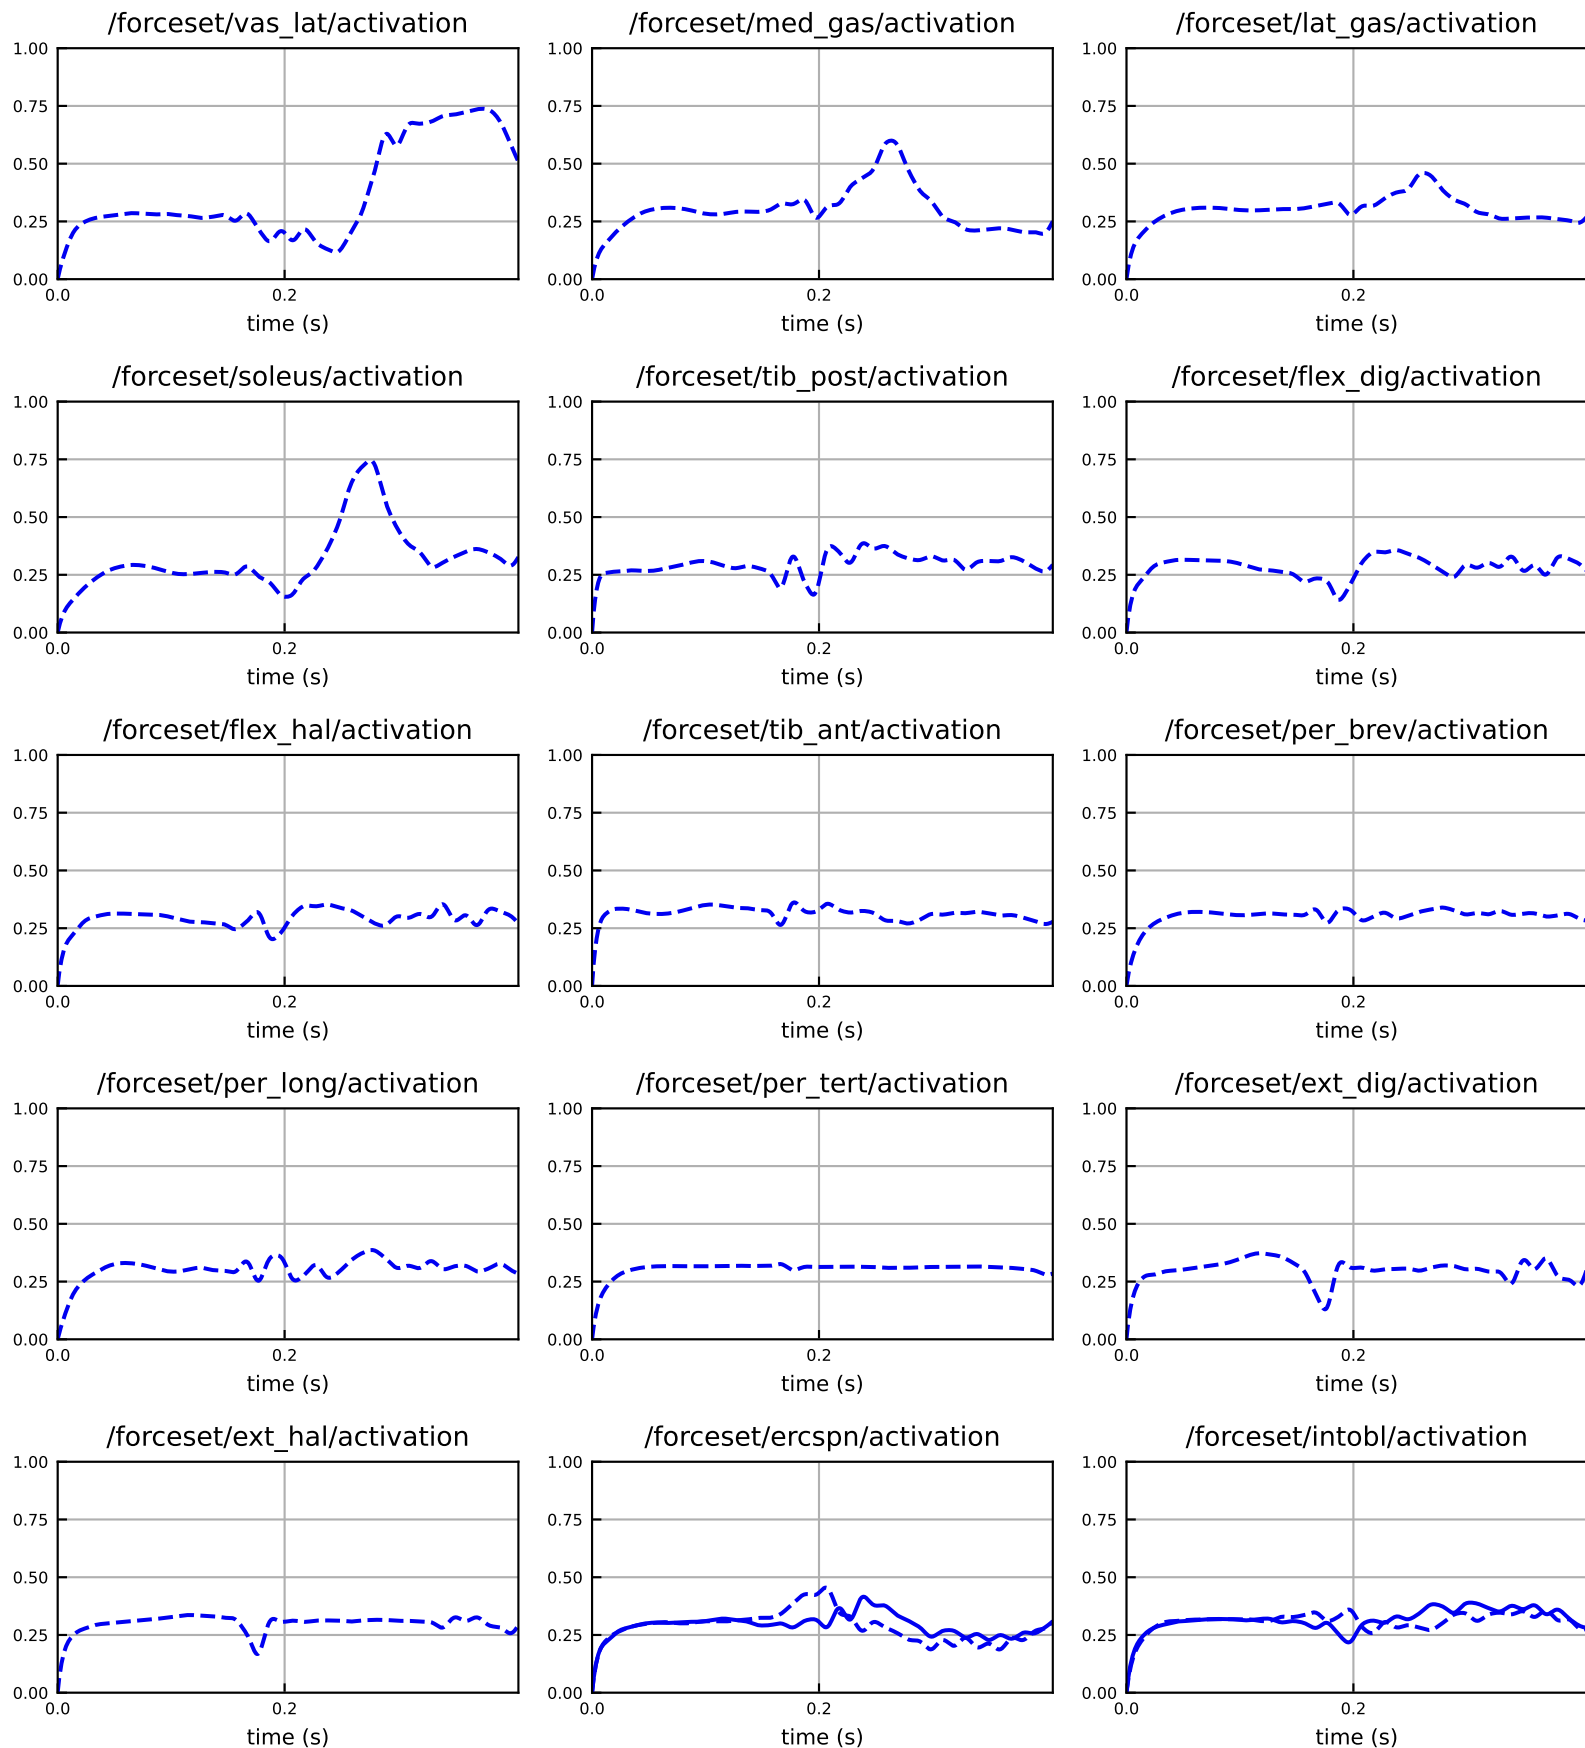 /forceset/vas_lat/activation /forceset/med_gas/activation /forceset/lat_gas/activation
1.00 1.00 1.00
0.75 0.75 0.75
0.50 0.50 0.50
0.25 0.25 0.25
0.00 0.00 0.00
0.0 0.2 0.0 0.2 0.0 0.2
time (s) time (s) time (s)
/forceset/soleus/activation /forceset/tib_post/activation /forceset/flex_dig/activation
1.00 1.00 1.00
0.75 0.75 0.75
0.50 0.50 0.50
0.25 0.25 0.25
0.00 0.00 0.00
0.0 0.2 0.0 0.2 0.0 0.2
time (s) time (s) time (s)
/forceset/flex_hal/activation /forceset/tib_ant/activation /forceset/per_brev/activation
1.00 1.00 1.00
0.75 0.75 0.75
0.50 0.50 0.50
0.25 0.25 0.25
0.00 0.00 0.00
0.0 0.2 0.0 0.2 0.0 0.2
time (s) time (s) time (s)
/forceset/per_long/activation /forceset/per_tert/activation /forceset/ext_dig/activation
1.00 1.00 1.00
0.75 0.75 0.75
0.50 0.50 0.50
0.25 0.25 0.25
0.00 0.00 0.00
0.0 0.2 0.0 0.2 0.0 0.2
time (s) time (s) time (s)
/forceset/ext_hal/activation /forceset/ercspn/activation /forceset/intobl/activation
1.00 1.00 1.00
0.75 0.75 0.75
0.50 0.50 0.50
0.25 0.25 0.25
0.00 0.00 0.00
0.0 0.2 0.0 0.2 0.0 0.2
time (s) time (s) time (s)